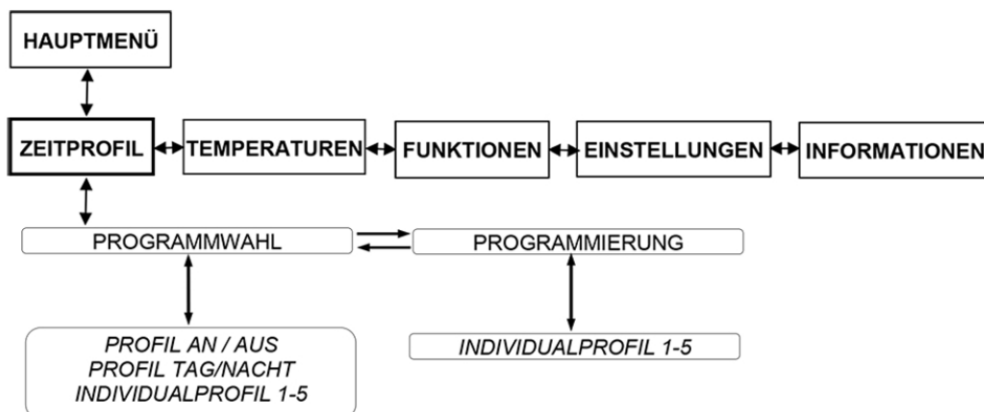 HAUPTMENÜ
ZEITPROFIL TEMPERATUREN FUNKTIONEN EINSTELLUNGEN INFORMATIONEN
PROGRAMMWAHL PROGRAMMIERUNG
PROFIL AN / AUS
PROFIL TAG/NACHT
INDIVIDUALPROFIL 1-5
INDIVIDUALPROFIL 1-5